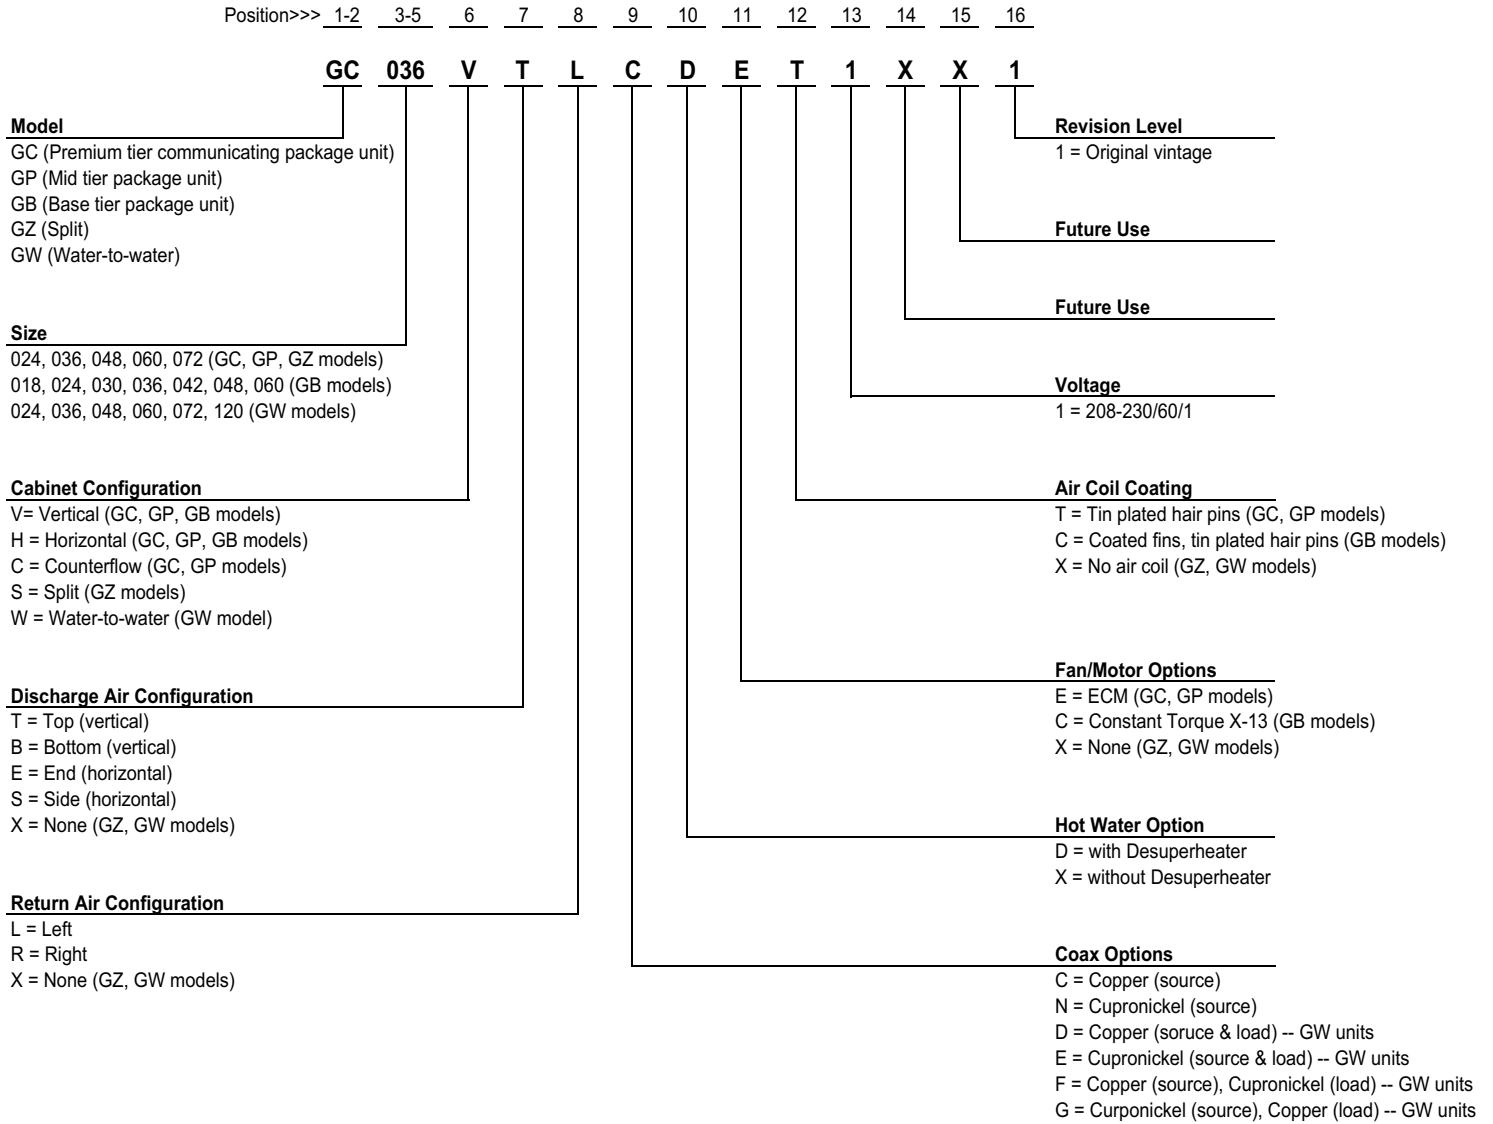 Position>>> 1-2 3-5 6 7 8 9 10 11 12 13 14 15 16
GC 036 V T L C D E T 1 X X 1
Model
GC (Premium tier communicating package unit)
GP (Mid tier package unit)
GB (Base tier package unit)
GZ (Split)
GW (Water-to-water)
Size
024, 036, 048, 060, 072 (GC, GP, GZ models)
018, 024, 030, 036, 042, 048, 060 (GB models)
024, 036, 048, 060, 072, 120 (GW models)
Cabinet Configuration
V= Vertical (GC, GP, GB models)
H = Horizontal (GC, GP, GB models)
C = Counterflow (GC, GP models)
S = Split (GZ models)
W = Water-to-water (GW model)
Discharge Air Configuration
T = Top (vertical)
B = Bottom (vertical)
E = End (horizontal)
S = Side (horizontal)
X = None (GZ, GW models)
Return Air Configuration
L = Left
R = Right
X = None (GZ, GW models)
Revision Level
1 = Original vintage
Future Use
Future Use
Voltage
1 = 208-230/60/1
Air Coil Coating
T = Tin plated hair pins (GC, GP models)
C = Coated fins, tin plated hair pins (GB models)
X = No air coil (GZ, GW models)
Fan/Motor Options
E = ECM (GC, GP models)
C = Constant Torque X-13 (GB models)
X = None (GZ, GW models)
Hot Water Option
D = with Desuperheater
X = without Desuperheater
Coax Options
C = Copper (source)
N = Cupronickel (source)
D = Copper (soruce & load) -- GW units
E = Cupronickel (source & load) -- GW units
F = Copper (source), Cupronickel (load) -- GW units
G = Curponickel (source), Copper (load) -- GW units